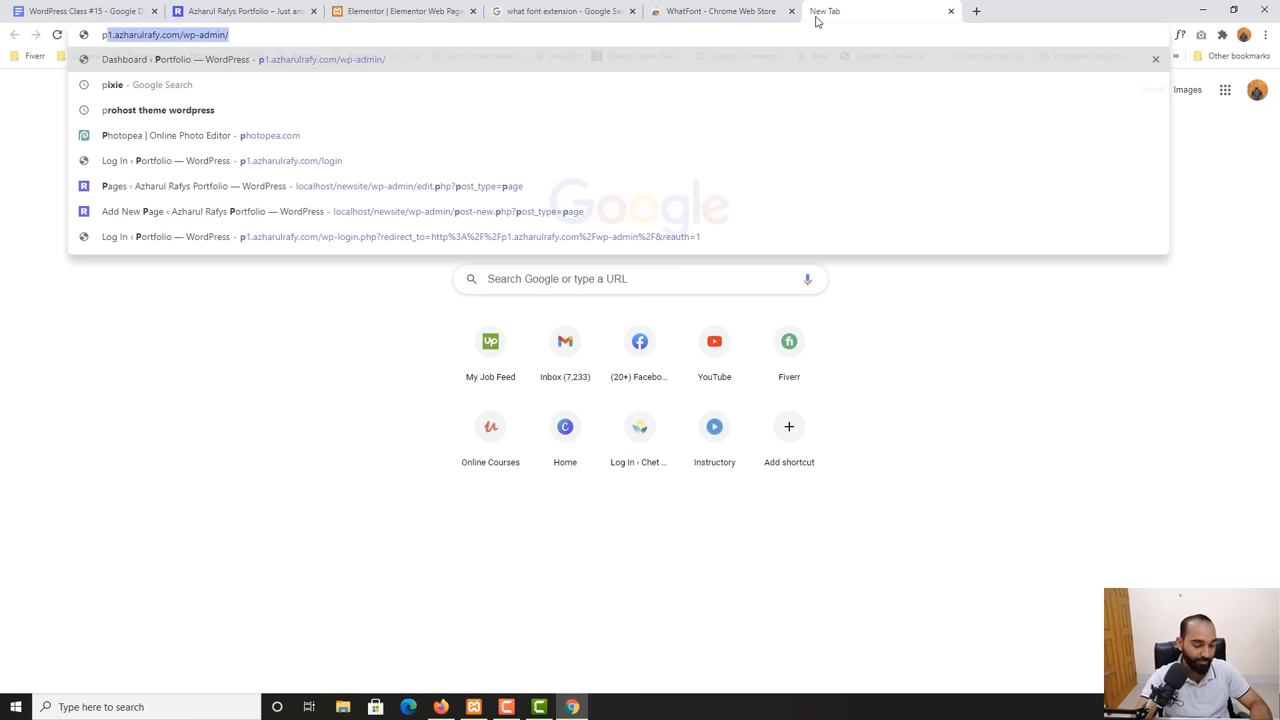 WordPress Class #15 - Google D
Azharul Rafy's Portfolio – Just an
Elementor | Elementor Web Page
what font extension - Google Se
WhatFont - Chrome Web Store
New Tab
p1.azharulrafy.com/wp-admin/
Fiverr
Other bookmarks
Dashboard ‹ Portfolio — WordPress - p1.azharulrafy.com/wp-admin/
pixie - Google Search
Images
prohost theme wordpress
Photopea | Online Photo Editor - photopea.com
Log In ‹ Portfolio — WordPress - p1.azharulrafy.com/login
Pages ‹ Azharul Rafys Portfolio — WordPress - localhost/newsite/wp-admin/edit.php?post_type=page
Google
Add New Page ‹ Azharul Rafys Portfolio — WordPress - localhost/newsite/wp-admin/post-new.php?post_type=page
Log In ‹ Portfolio — WordPress - p1.azharulrafy.com/wp-login.php?redirect_to=http%3A%2F%2Fp1.azharulrafy.com%2Fwp-admin%2F&reauth=1
Search Google or type a URL
My Job Feed
Inbox (7,233)
(20+) Facebo...
YouTube
Fiverr
Online Courses
Home
Log In ‹ Chet ...
Instructory
Add shortcut
Type here to search